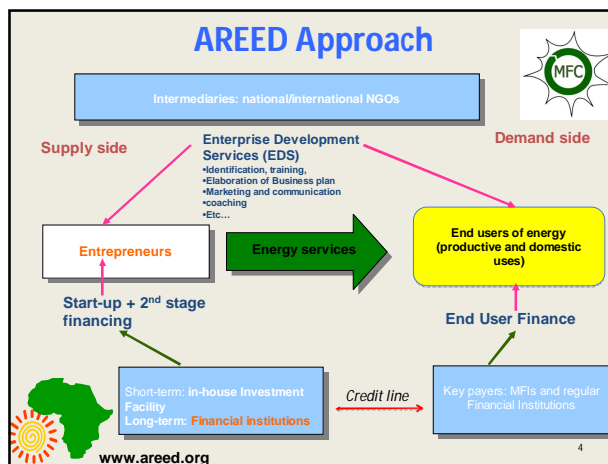 AREED Approach
MFC
Intermediaries: national/international NGOs
Supply side
Enterprise Development
Services (EDS)
•Identification, training,
•Elaboration of Business plan
•Marketing and communication
•coaching
•Etc…
Demand side
Entrepreneurs
Energy services
End users of energy
(productive and domestic
uses)
Start-up + 2nd stage
financing
End User Finance
Short-term: in-house Investment
Facility
Long-term: Financial institutions
Credit line
Key payers: MFIs and regular
Financial Institutions
www.areed.org
4